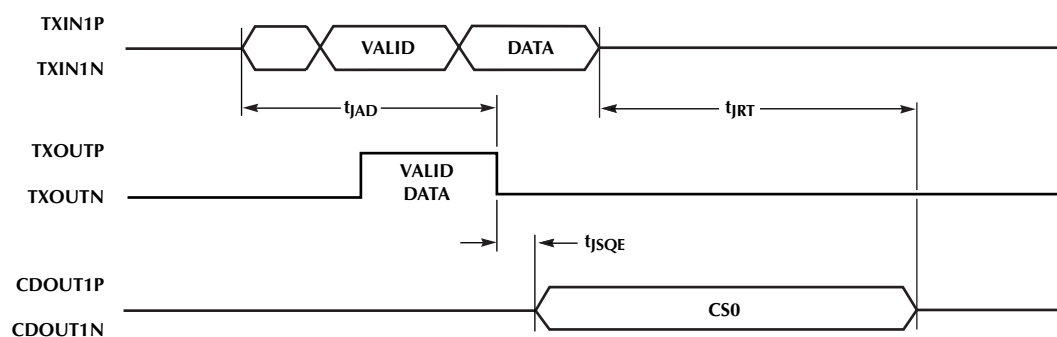 TXIN1P
VALID DATA
TXIN1N
tJAD tJRT
TXOUTP
VALID
DATA
TXOUTN
tJSQE
CDOUT1P
CS0
CDOUT1N